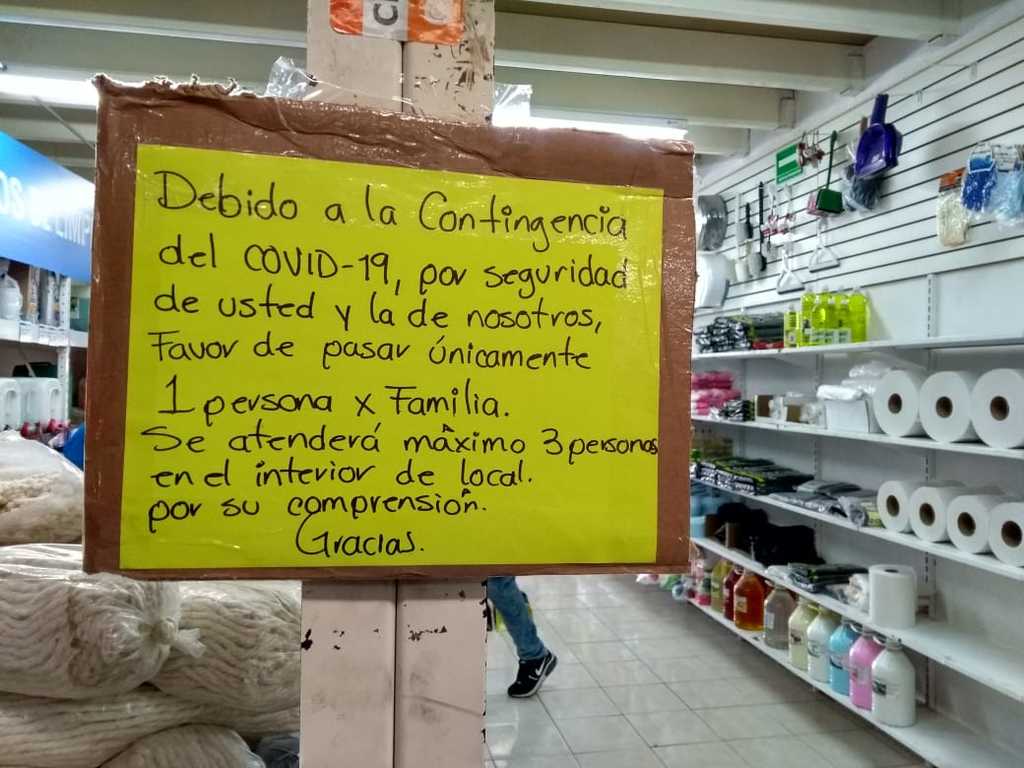 Debido a la Contingencia
del COVID-19, por seguridad
de usted y la de nosotros,
Favor de pasar únicamente
1 persona x Familia.
Se atenderá máximo 3 personas
en el interior de local.
por su comprensión.
Gracias.